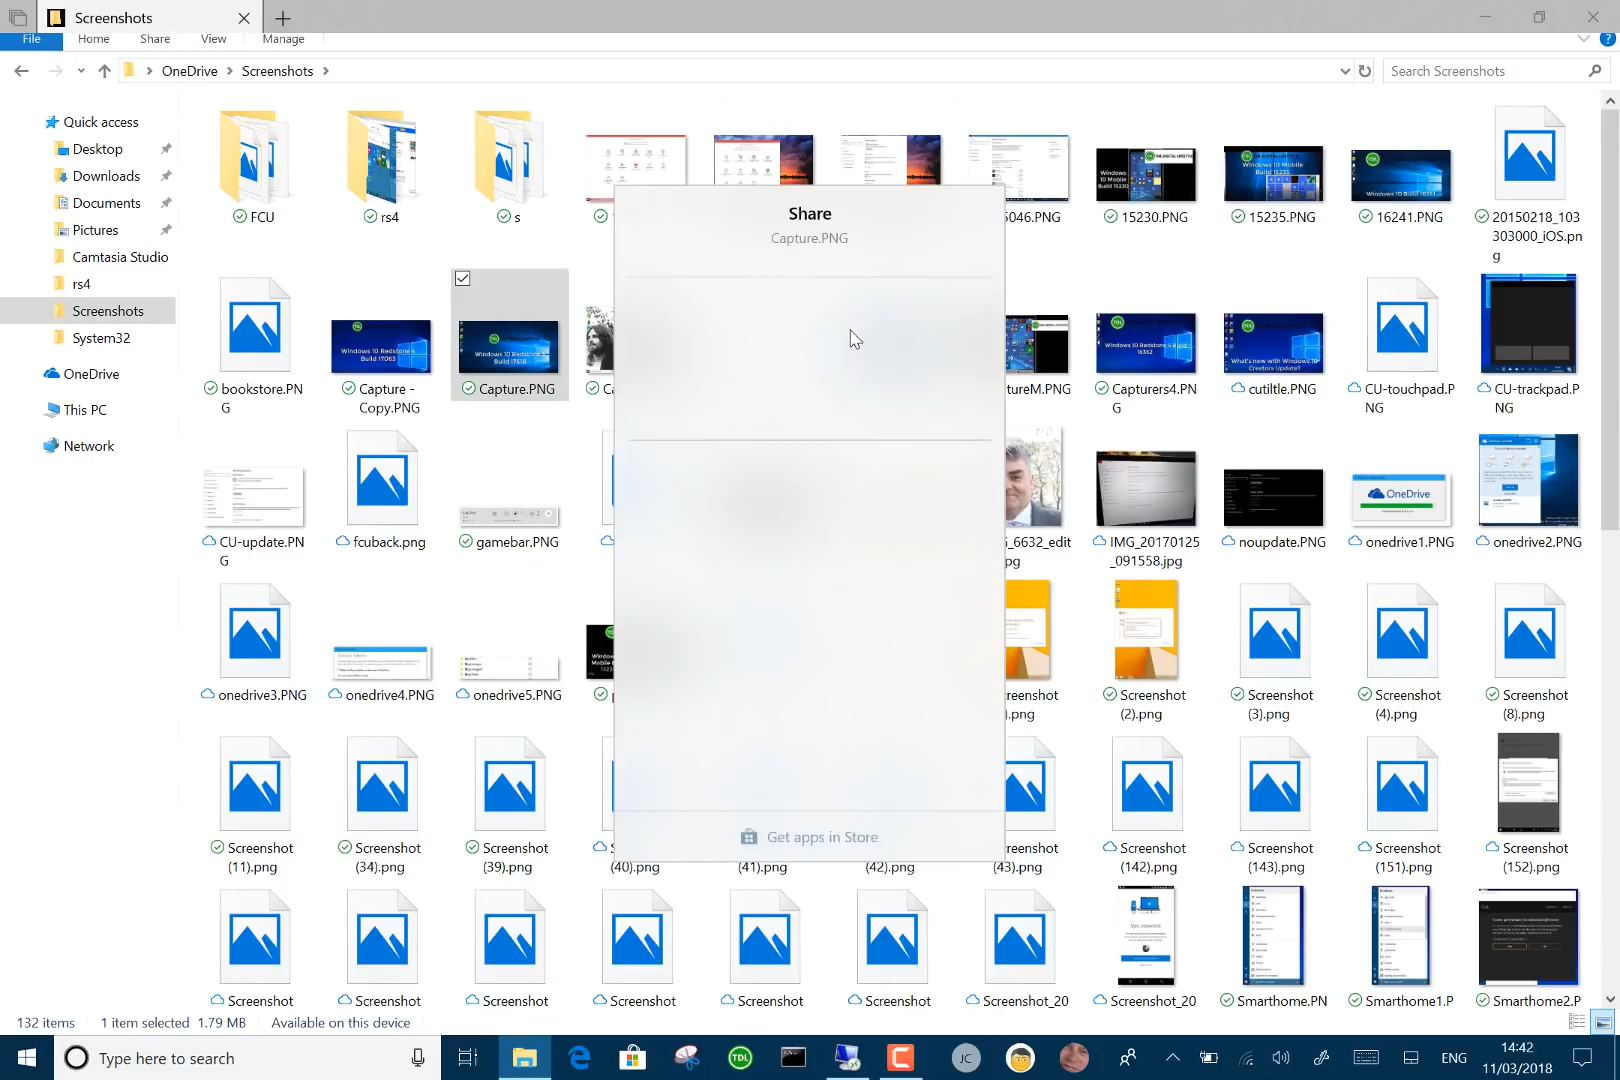 Screenshots
File Home Share View Manage
OneDrive Screenshots
Search Screenshots
Quick access
Desktop
Downloads
Documents
Pictures
Camtasia Studio
rs4
Screenshots
System32
OneDrive
This PC
Network
FCU rs4 s 5046.PNG 15230.PNG 15235.PNG 16241.PNG 20150218_103
303000_iOS.pn
g
Share
Capture.PNG
bookstore.PN Capture - Capture.PNG tureM.PNG Capturers4.P cutiltle.PNG CU-touchpad.P CU-trackpad.P
G Copy.PNG G NG NG
CU-update.PN fcuback.png gamebar.PNG _6632_edit IMG_20170125 noupdate.PNG onedrive1.PNG onedrive2.PNG
G pg _091558.jpg
OneDrive
onedrive3.PNG onedrive4.PNG onedrive5.PNG reenshot Screenshot Screenshot Screenshot Screenshot
).png (2).png (3).png (4).png (8).png
Get apps in Store
Screenshot Screenshot Screenshot Screenshot Screenshot Screenshot Screenshot
(11).png (34).png (39).png (40).png (41).png (42).png (43).png (142).png (143).png (151).png (152).png
Screenshot Screenshot Screenshot Screenshot Screenshot Screenshot Screenshot_20 Screenshot_20 Smarthome.PN Smarthome1.P Smarthome2.P
132 items 1 item selected 1.79 MB Available on this device
Type here to search
TDL
JC
ENG
14:42
11/03/2018